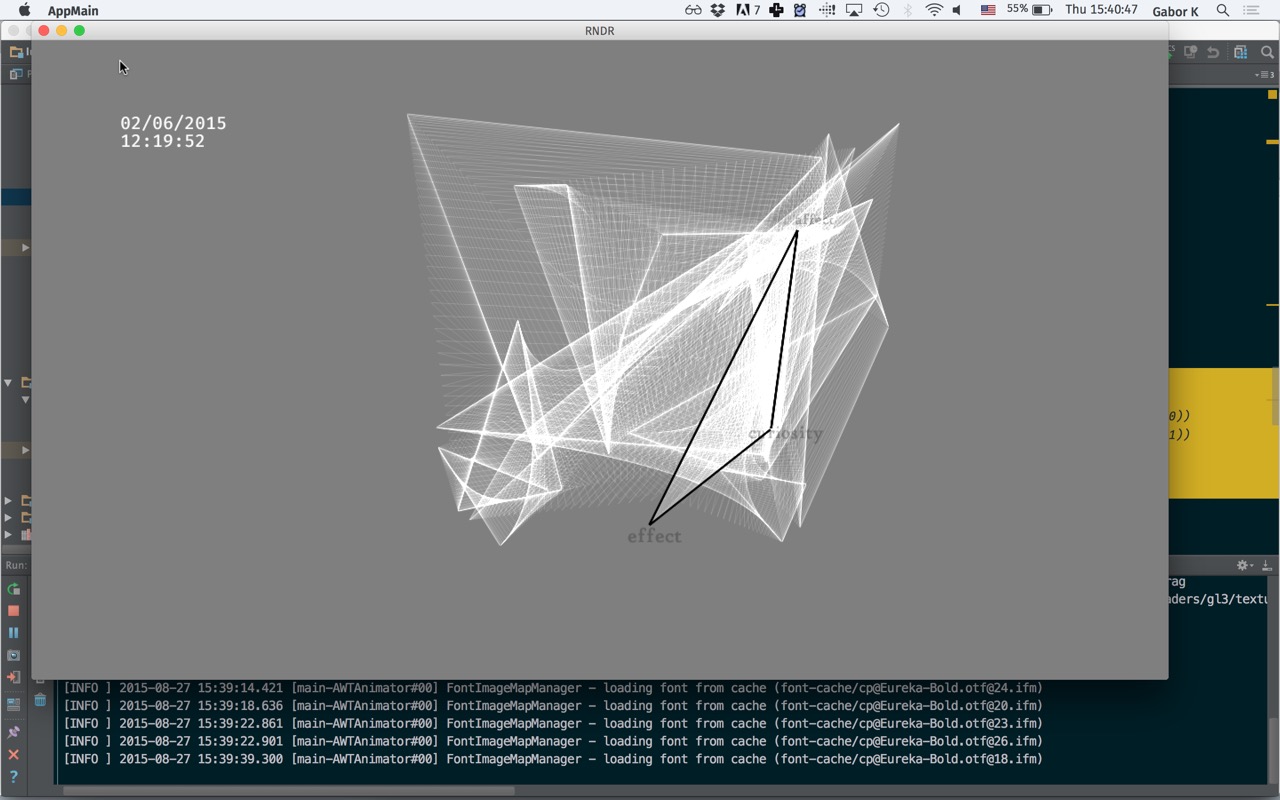 AppMain
7
55%
Thu 15:40:47
Gabor K
RNDR
02/06/2015
12:19:52
affect
curiosity
effect
0))
1))
Run:
rag
aders/gl3/textu
[INFO ] 2015-08-27 15:39:14.421 [main-AWTAnimator#00] FontImageMapManager – loading font from cache (font-cache/cp@Eureka-Bold.otf@24.ifm)
[INFO ] 2015-08-27 15:39:18.636 [main-AWTAnimator#00] FontImageMapManager – loading font from cache (font-cache/cp@Eureka-Bold.otf@20.ifm)
[INFO ] 2015-08-27 15:39:22.861 [main-AWTAnimator#00] FontImageMapManager – loading font from cache (font-cache/cp@Eureka-Bold.otf@23.ifm)
[INFO ] 2015-08-27 15:39:22.901 [main-AWTAnimator#00] FontImageMapManager – loading font from cache (font-cache/cp@Eureka-Bold.otf@26.ifm)
[INFO ] 2015-08-27 15:39:39.300 [main-AWTAnimator#00] FontImageMapManager – loading font from cache (font-cache/cp@Eureka-Bold.otf@18.ifm)